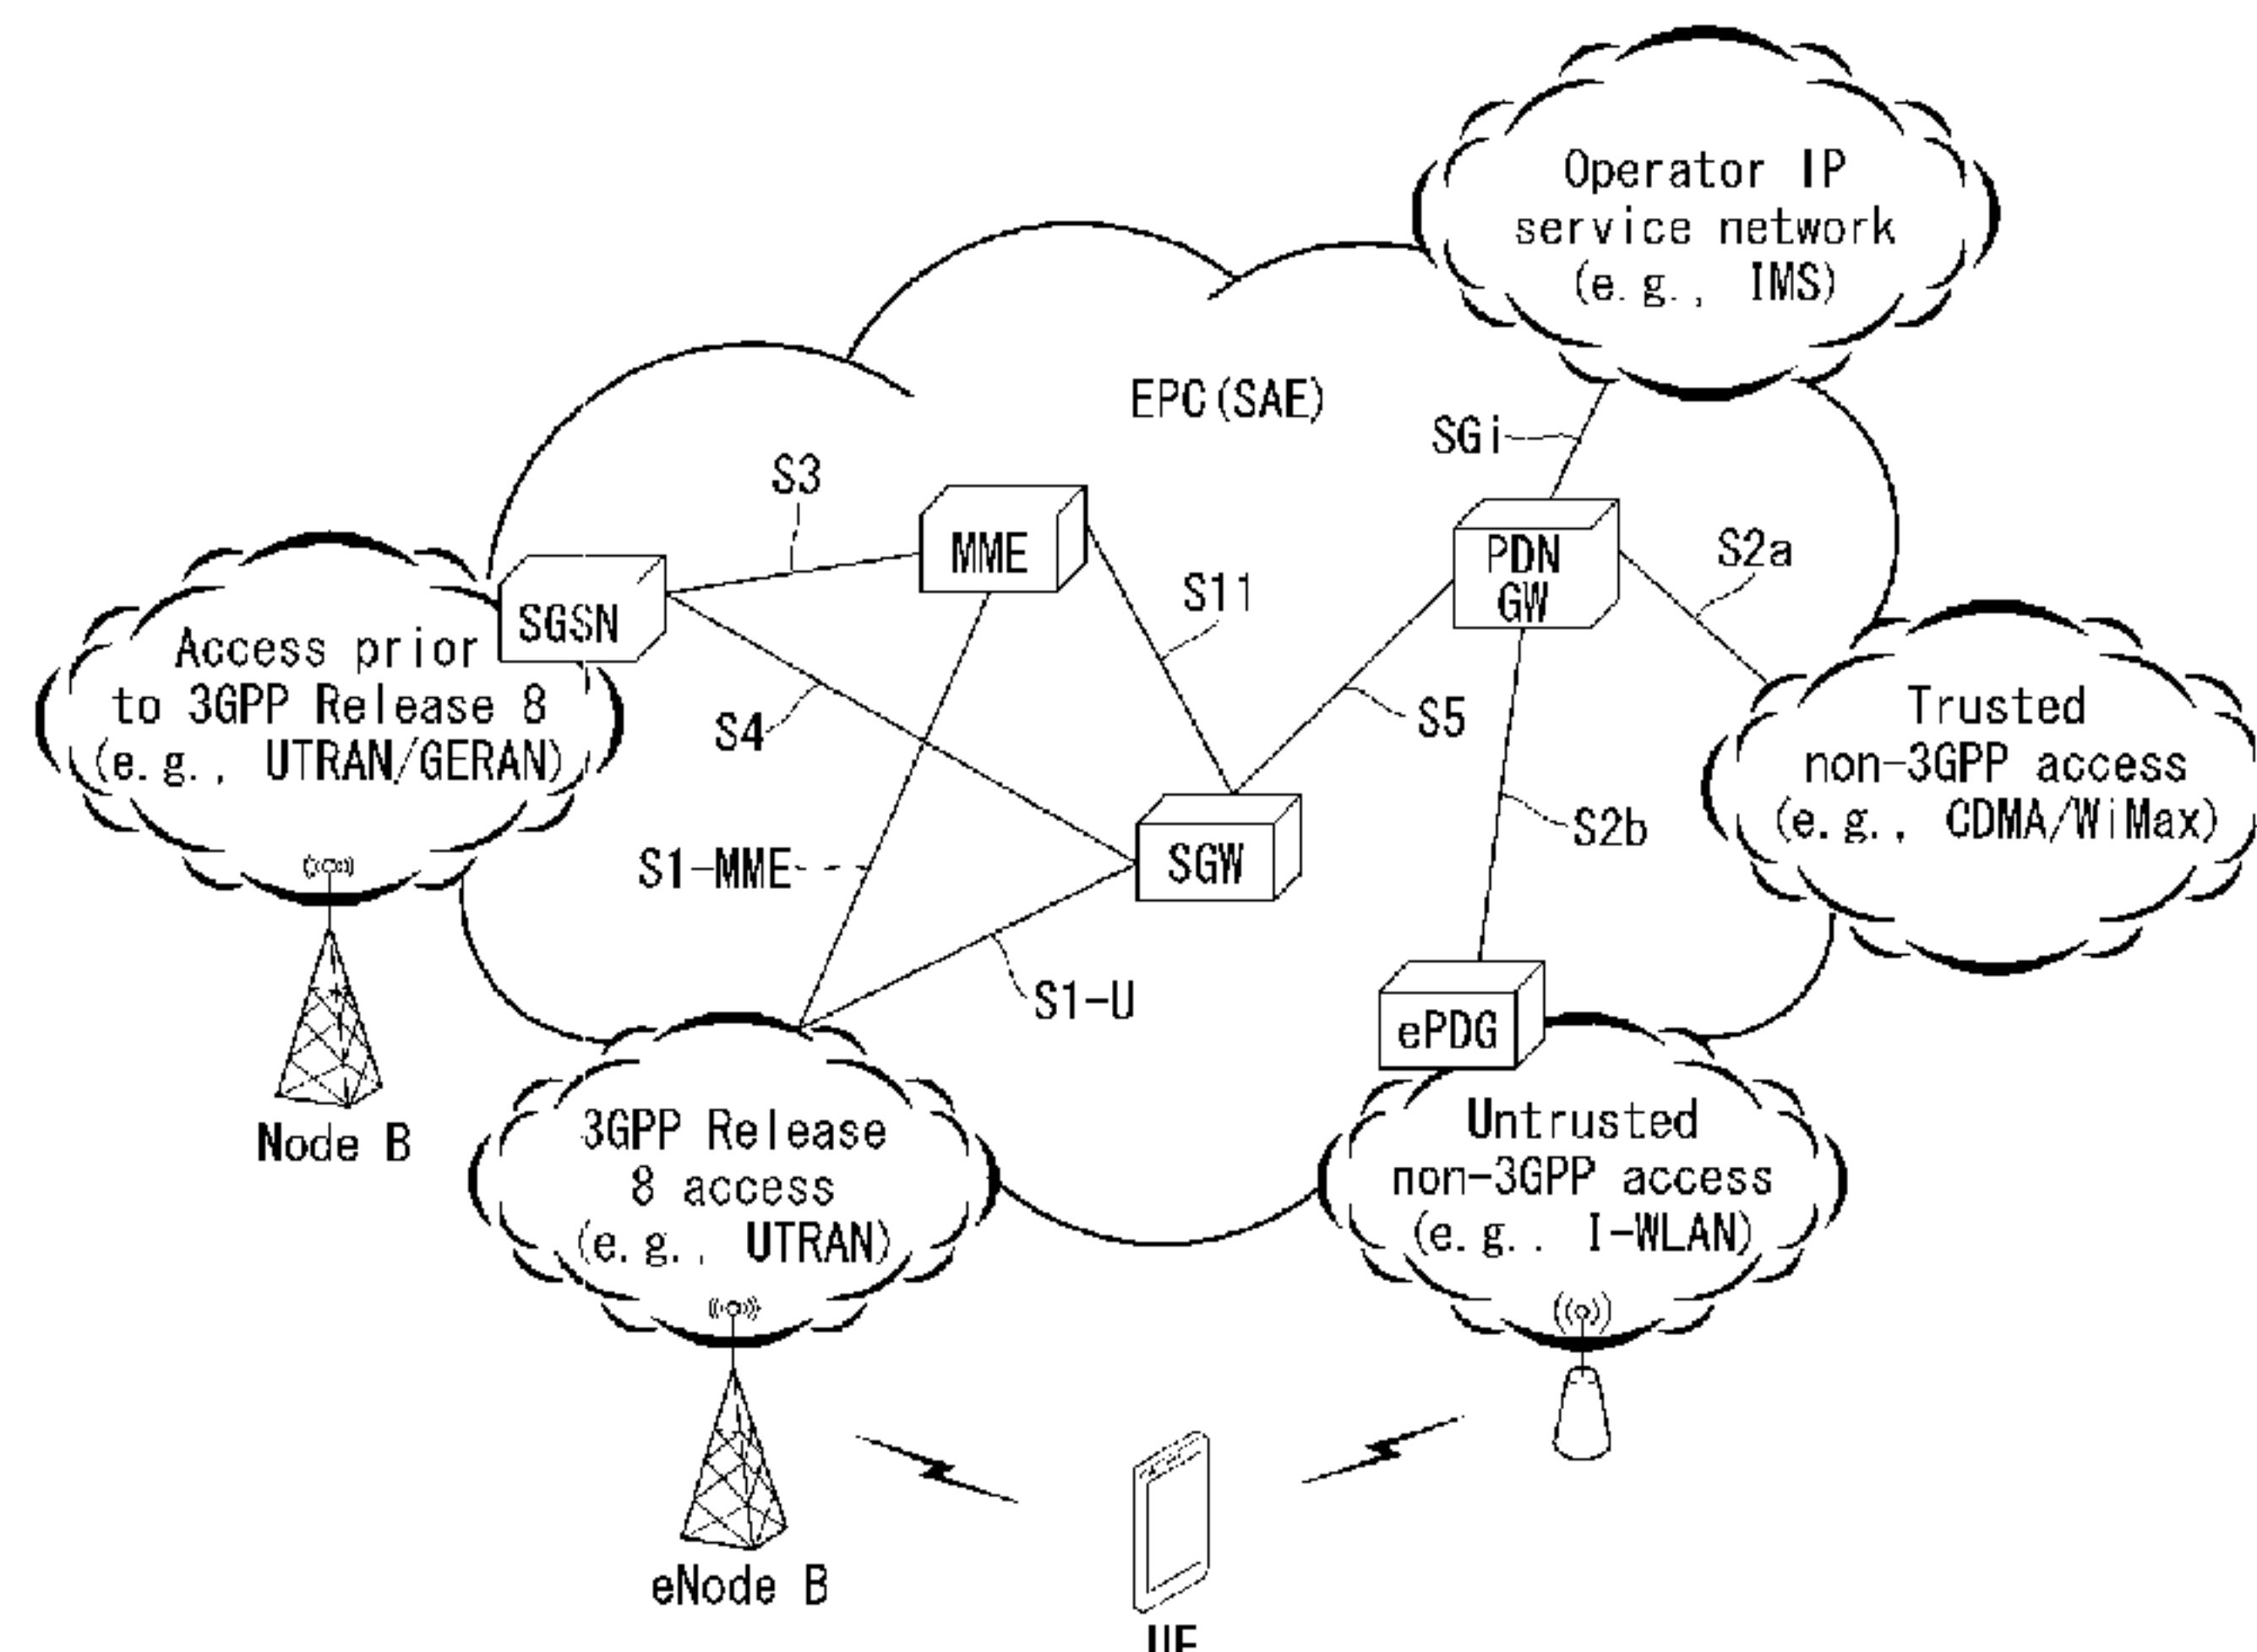 Operator IP
service network
(e.g., IMS)
EPC(SAE)
SGi
S3
MME
PDN
GW
S2a
S11
SGSN
Access prior
to 3GPP Release 8
(e.g., UTRAN/GERAN)
S4
S5
Trusted
non-3GPP access
(e.g., CDMA/WiMax)
S2b
S1-MME
SGW
S1-U
ePDG
Node B
3GPP Release
8 access
(e.g., UTRAN)
Untrusted
non-3GPP access
(e.g.. I-WLAN)
eNode B
UE